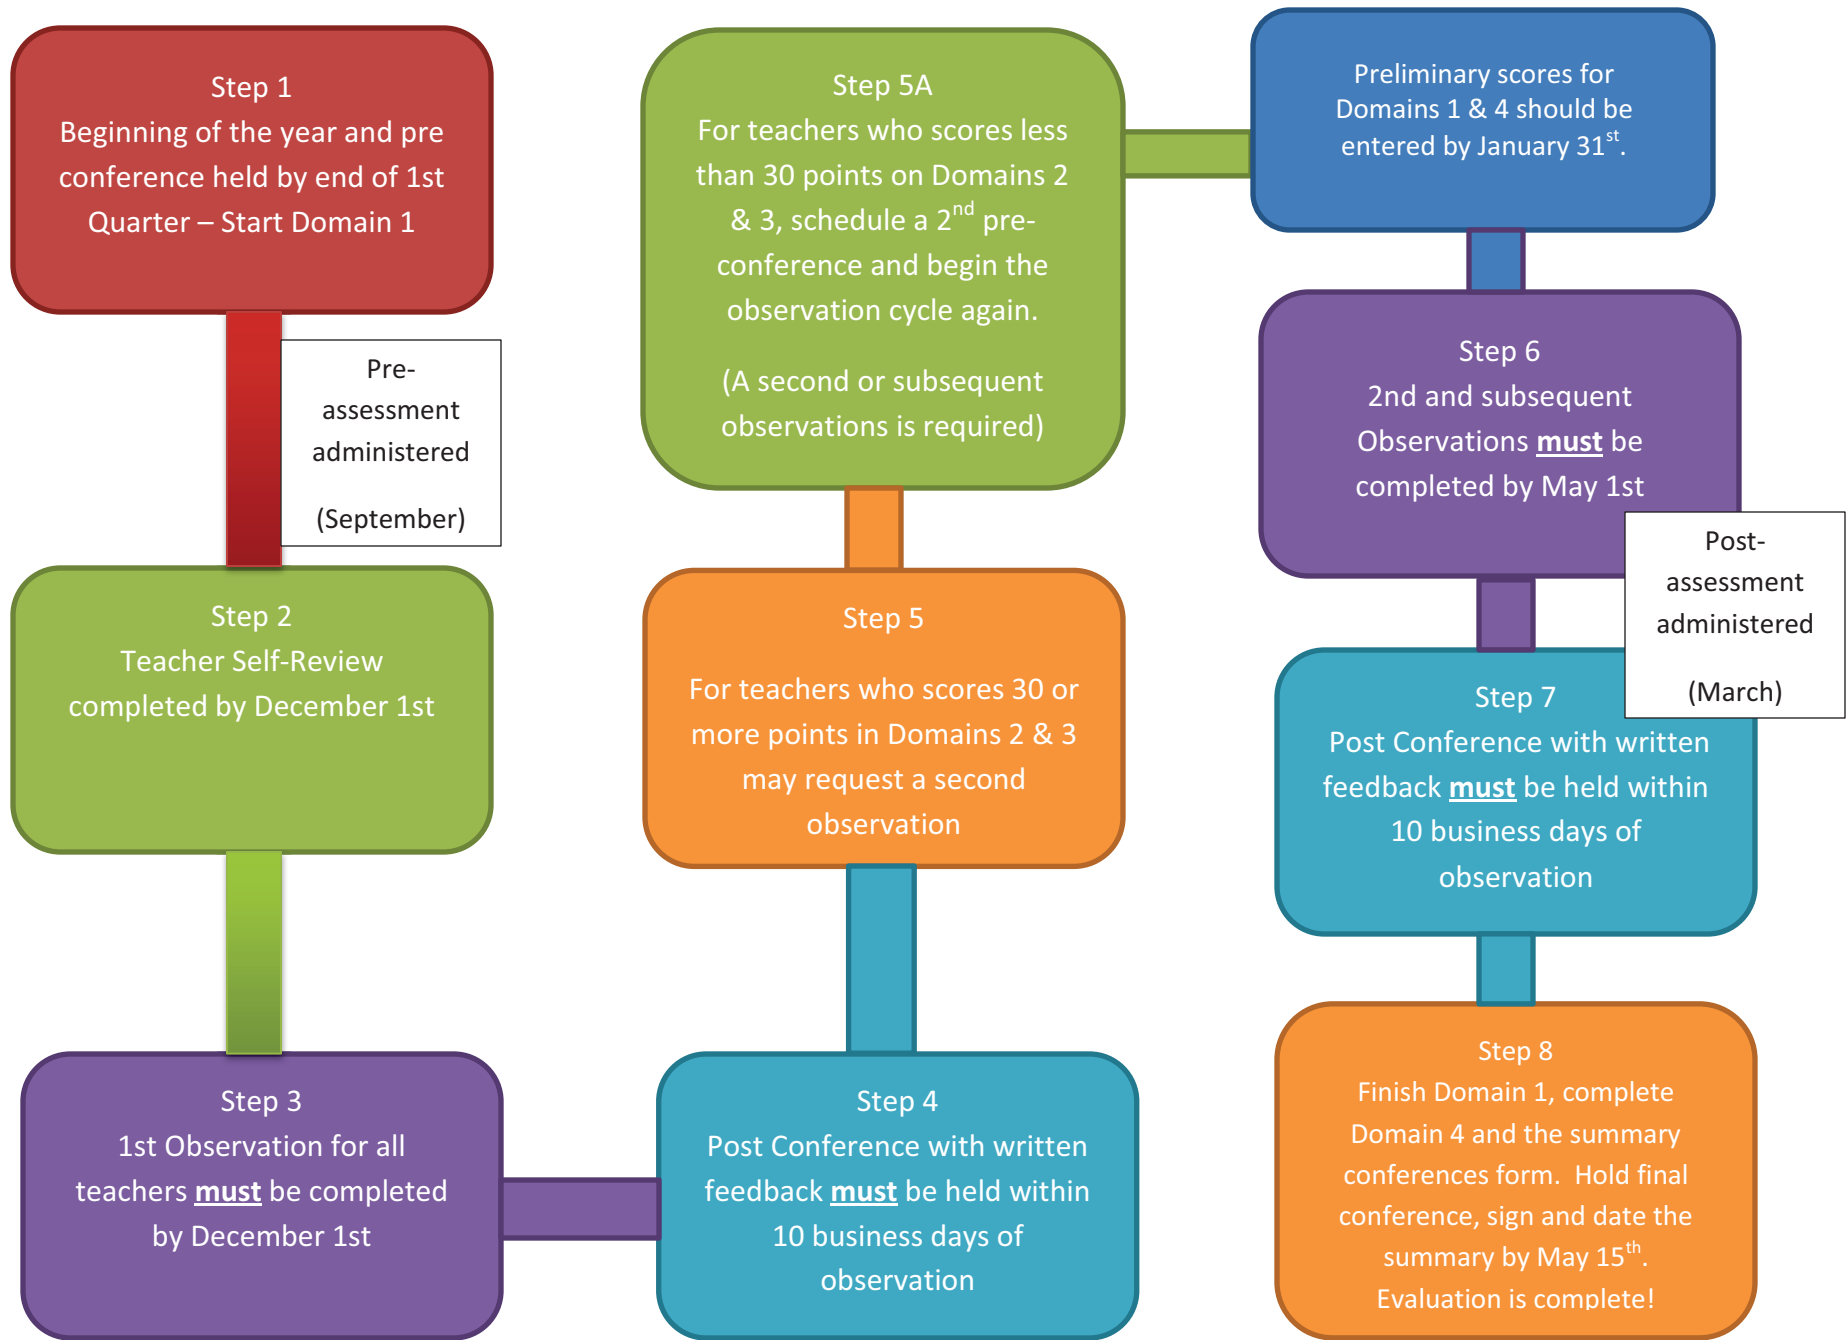 Step 1
Beginning of the year and pre
conference held by end of 1st
Quarter – Start Domain 1
Pre-
assessment
administered
(September)
Step 2
Teacher Self-Review
completed by December 1st
Step 3
1st Observation for all
teachers must be completed
by December 1st
Step 4
Post Conference with written
feedback must be held within
10 business days of
observation
Step 5
For teachers who scores 30 or
more points in Domains 2 & 3
may request a second
observation
Step 5A
For teachers who scores less
than 30 points on Domains 2
& 3, schedule a 2nd pre-
conference and begin the
observation cycle again.
(A second or subsequent
observations is required)
Preliminary scores for
Domains 1 & 4 should be
entered by January 31st.
Step 6
2nd and subsequent
Observations must be
completed by May 1st
Post-
assessment
administered
(March)
Step 7
Post Conference with written
feedback must be held within
10 business days of
observation
Step 8
Finish Domain 1, complete
Domain 4 and the summary
conferences form.  Hold final
conference, sign and date the
summary by May 15th.
Evaluation is complete!